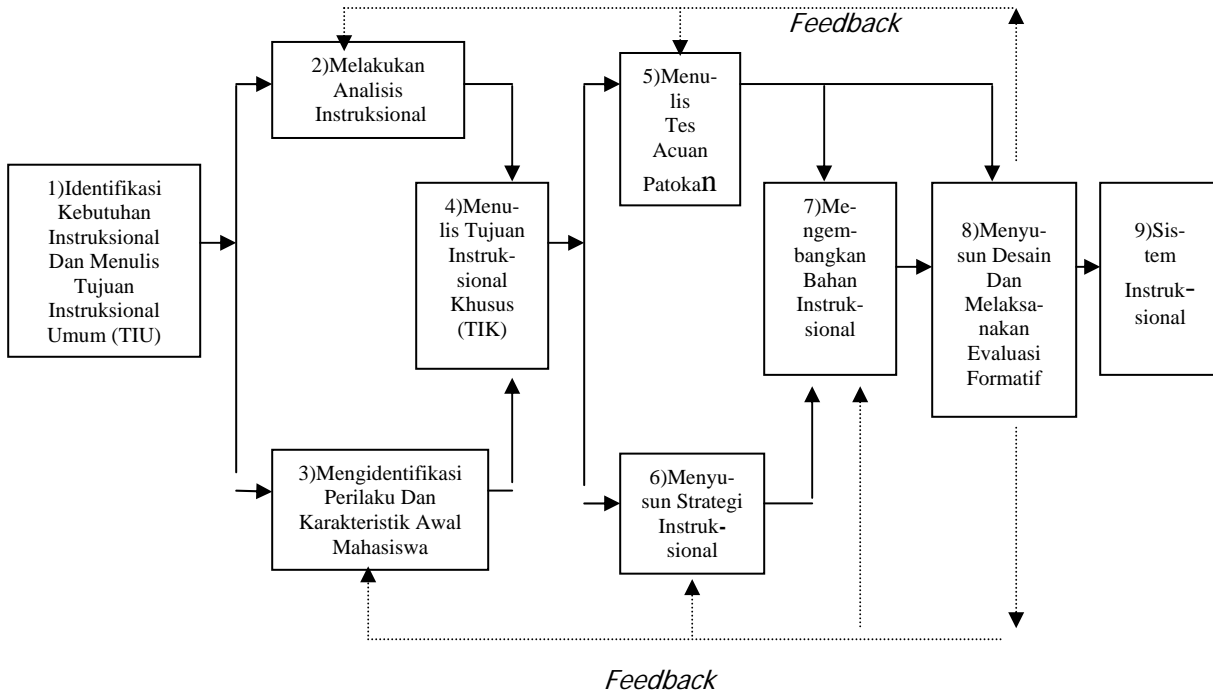 Feedback
2)Melakukan
Analisis
Instruksional
5)Menu-
lis
Tes
Acuan
Patokan
1)Identifikasi
Kebutuhan
Instruksional
Dan Menulis
Tujuan
Instruksional
Umum (TIU)
4)Menu-
lis Tujuan
Instruk-
sional
Khusus
(TIK)
7)Me-
ngem-
bangkan
Bahan
Instruk-
sional
8)Menyu-
sun Desain
Dan
Melaksa-
nakan
Evaluasi
Formatif
9)Sis-
tem
Instruk-
sional
3)Mengidentifikasi
Perilaku Dan
Karakteristik Awal
Mahasiswa
6)Menyu-
sun Strategi
Instruk-
sional
Feedback